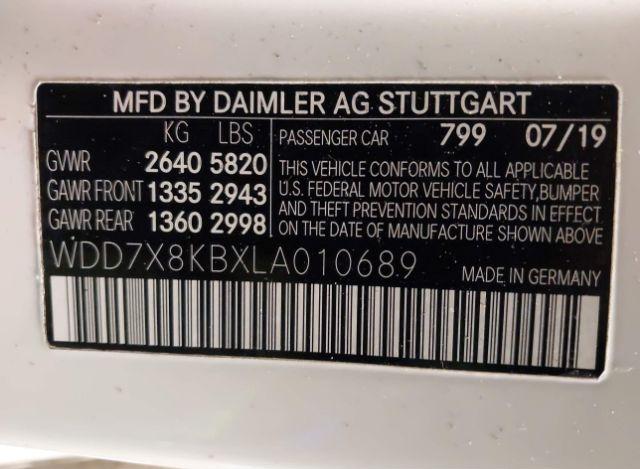 MFD BY DAIMLER AG STUTTGART
KG LBS
GVWR 2640 5820
GAWR FRONT 1335 2943
GAWR REAR 1360 2998
PASSENGER CAR 799 07/19
THIS VEHICLE CONFORMS TO ALL APPLICABLE
U.S. FEDERAL MOTOR VEHICLE SAFETY,BUMPER
AND THEFT PREVENTION STANDARDS IN EFFECT
ON THE DATE OF MANUFACTURE SHOWN ABOVE
WDD7X8KBXLA010689
MADE IN GERMANY